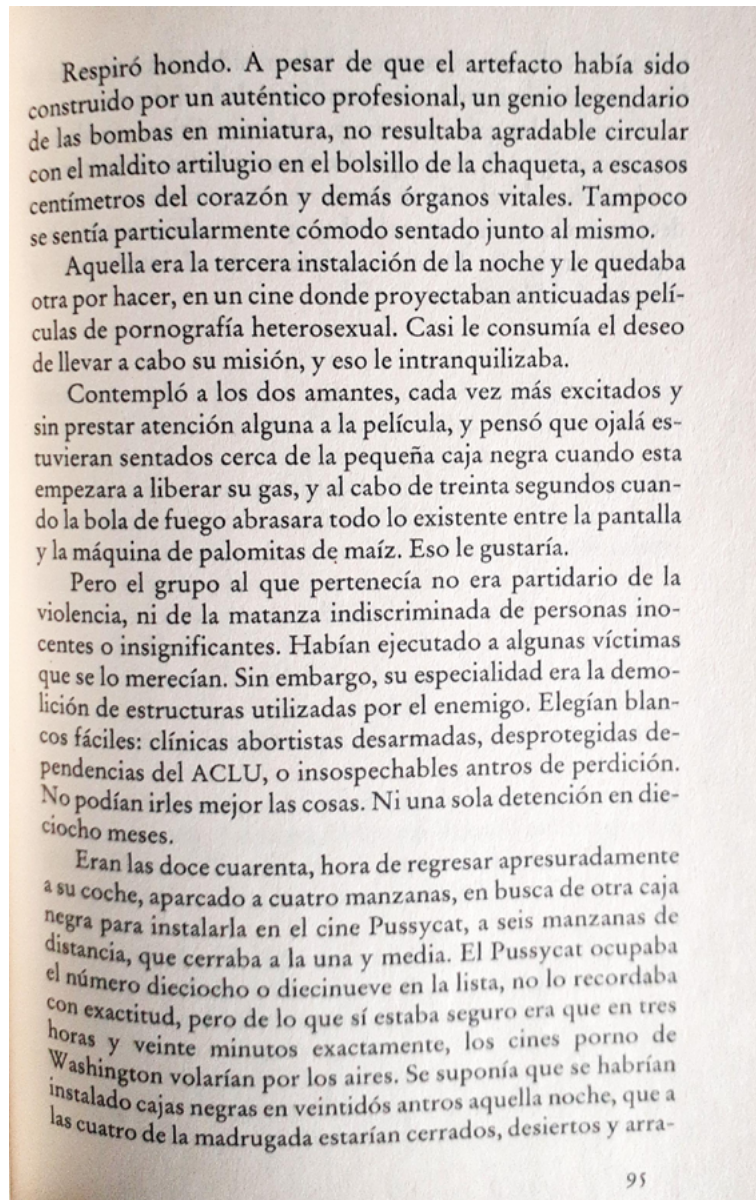 Respiró hondo. A pesar de que el artefacto había sido
construido por un auténtico profesional, un genio legendario
de las bombas en miniatura, no resultaba agradable circular
con el maldito artilugio en el bolsillo de la chaqueta, a escasos
centímetros del corazón y demás órganos vitales. Tampoco
se sentía particularmente cómodo sentado junto al mismo.
Aquella era la tercera instalación de la noche y le quedaba
otra por hacer, en un cine donde proyectaban anticuadas pelí-
culas de pornografía heterosexual. Casi le consumía el deseo
de llevar a cabo su misión, y eso le intranquilizaba.
Contempló a los dos amantes, cada vez más excitados y
sin prestar atención alguna a la película, y pensó que ojalá es-
tuvieran sentados cerca de la pequeña caja negra cuando esta
empezara a liberar su gas, y al cabo de treinta segundos cuan-
do la bola de fuego abrasara todo lo existente entre la pantalla
y la máquina de palomitas de maíz. Eso le gustaría.
Pero el grupo al que pertenecía no era partidario de la
violencia, ni de la matanza indiscriminada de personas ino-
centes o insignificantes. Habían ejecutado a algunas víctimas
que se lo merecían. Sin embargo, su especialidad era la demo-
lición de estructuras utilizadas por el enemigo. Elegían blan-
cos fáciles: clínicas abortistas desarmadas, desprotegidas de-
pendencias del ACLU, o insospechables antros de perdición.
No podían irles mejor las cosas. Ni una sola detención en die-
ciocho meses.
Eran las doce cuarenta, hora de regresar apresuradamente
a su coche, aparcado a cuatro manzanas, en busca de otra caja
negra para instalarla en el cine Pussycat, a seis manzanas de
distancia, que cerraba a la una y media. El Pussycat ocupaba
el número dieciocho o diecinueve en la lista, no lo recordaba
con exactitud, pero de lo que sí estaba seguro era que en tres
horas y veinte minutos exactamente, los cines porno de
Washington volarían por los aires. Se suponía que se habrían
instalado cajas negras en veintidós antros aquella noche, que a
las cuatro de la madrugada estarían cerrados, desiertos y arra-
95